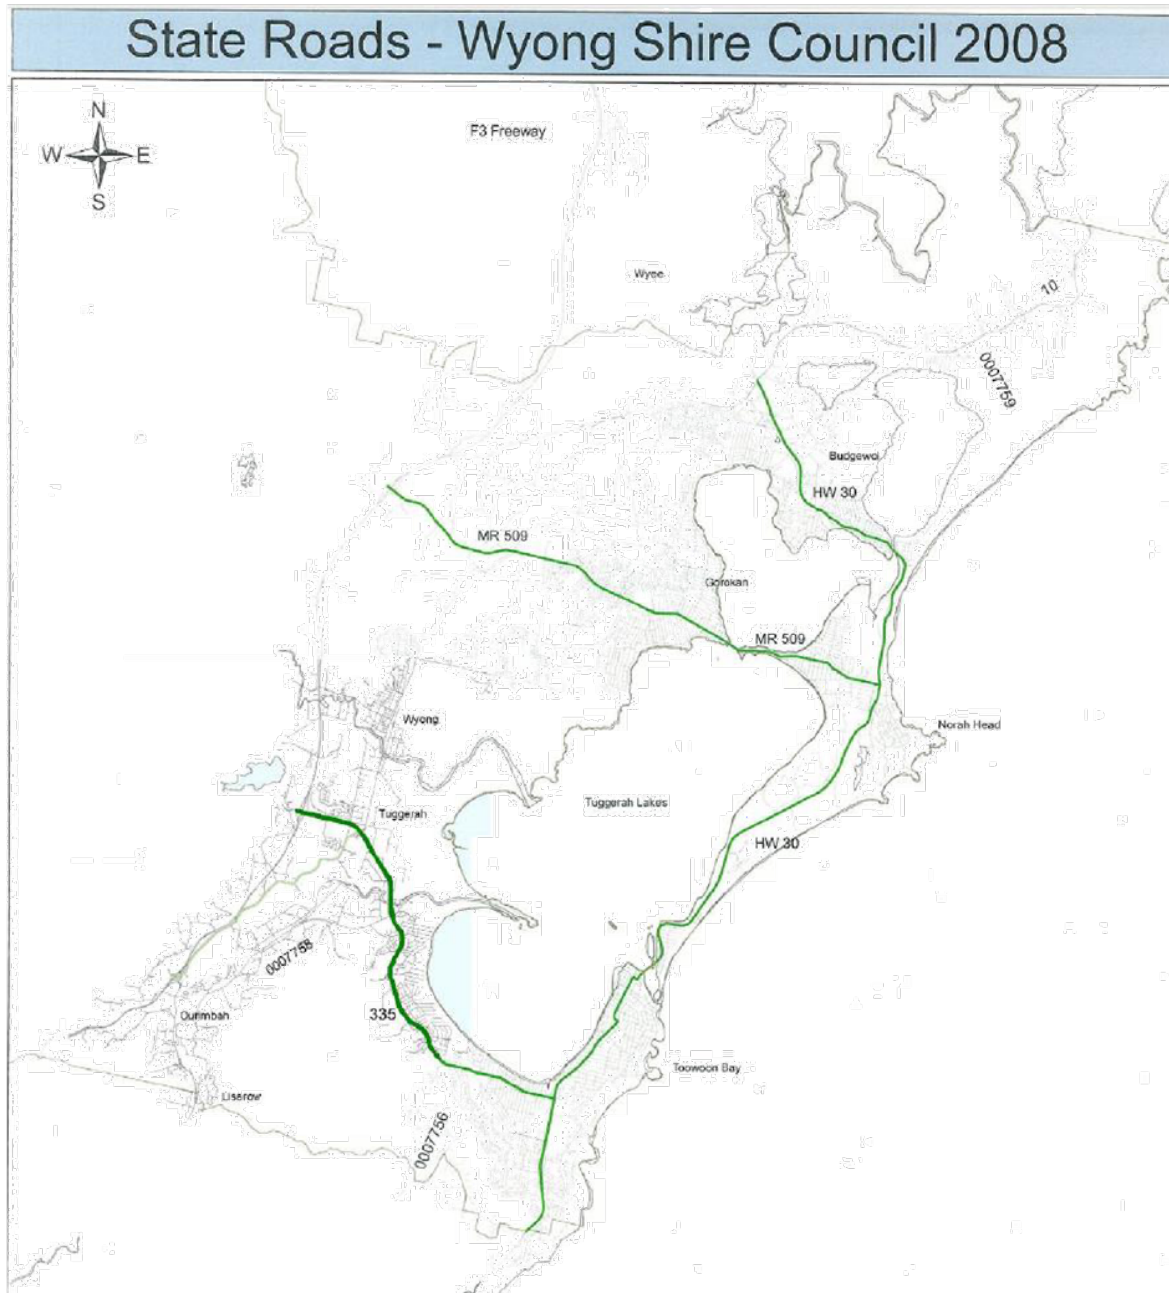 State Roads - Wyong Shire Council 2008
N
W E
S
F3 Freeway
Wyee
10
0007759
Budgewoi
HW 30
MR 509
Gorokan
MR 509
Wyong
Norah Head
Tuggerah Lakes
Tuggerah
HW 30
0007758
335
Ourimbah
Toowoon Bay
Lisarow
0007756